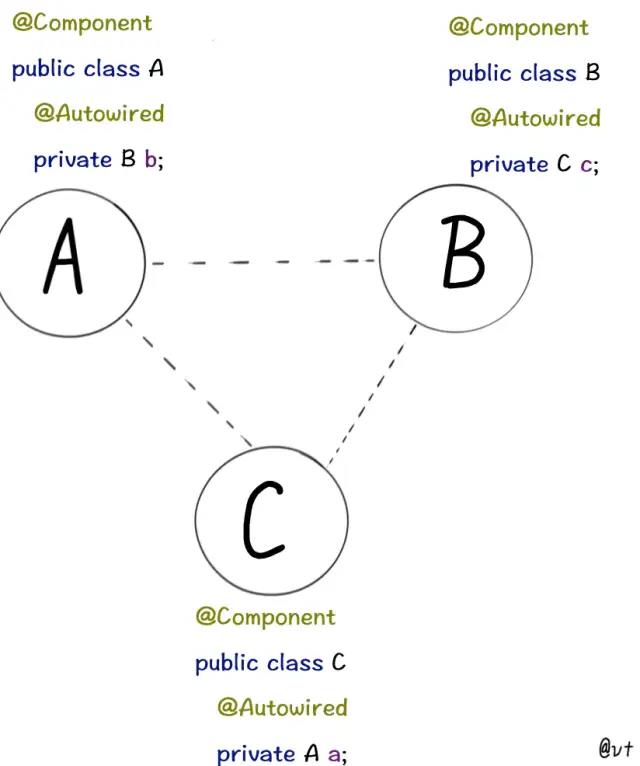 @Component
public class A
@Autowired
private B b;
@Component
public class B
@Autowired
private C c;
A
B
C
@Component
public class C
@Autowired
private A a;
@vt